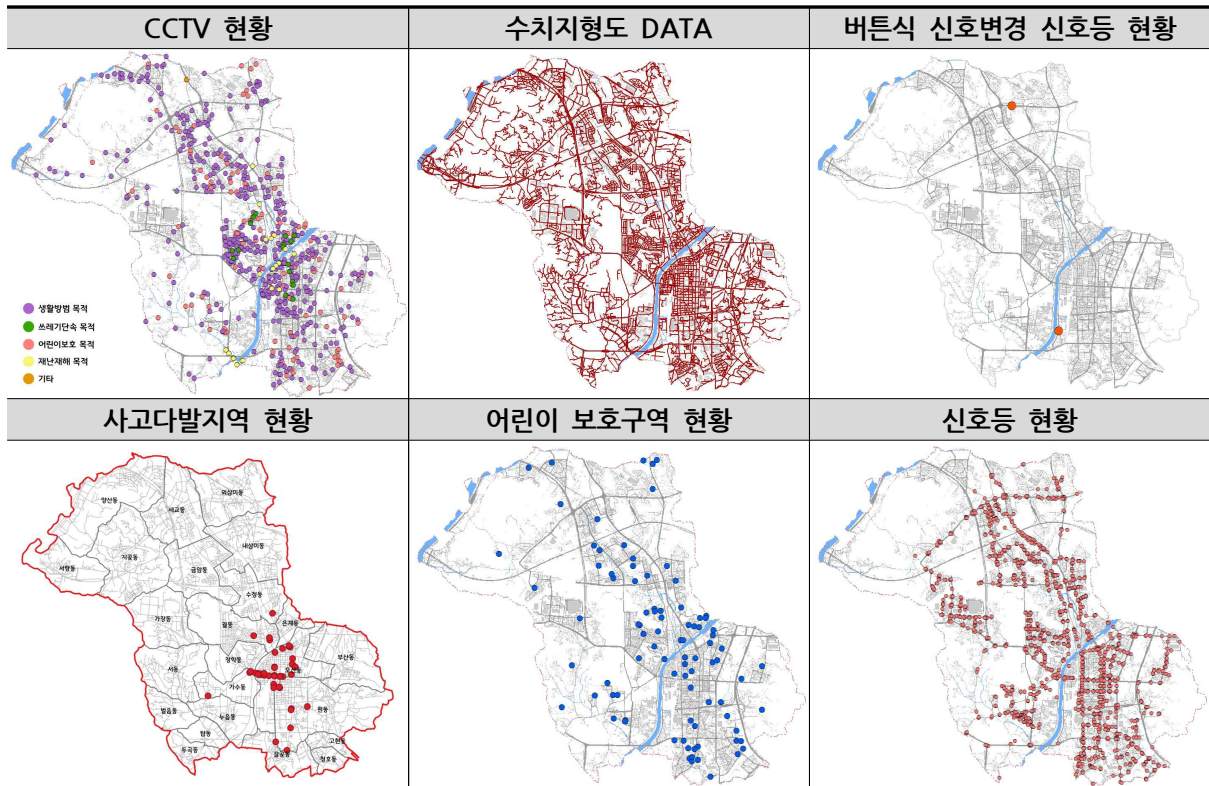 CCTV 현황
수치지형도 DATA
버튼식 신호변경 신호등 현황
생활방범 목적
쓰레기단속 목적
어린이보호 목적
재난재해 목적
기타
사고다발지역 현황
어린이 보호구역 현황
신호등 현황
양산동
세교동
외삼미동
지곶동
내삼미동
서랑동
금암동
수청동
가장동
궐동
은계동
서동
청학동
오산동
부산동
가수동
벌음동
누읍동
원동
탑동
두곡동
갈곶동
고현동
청호동